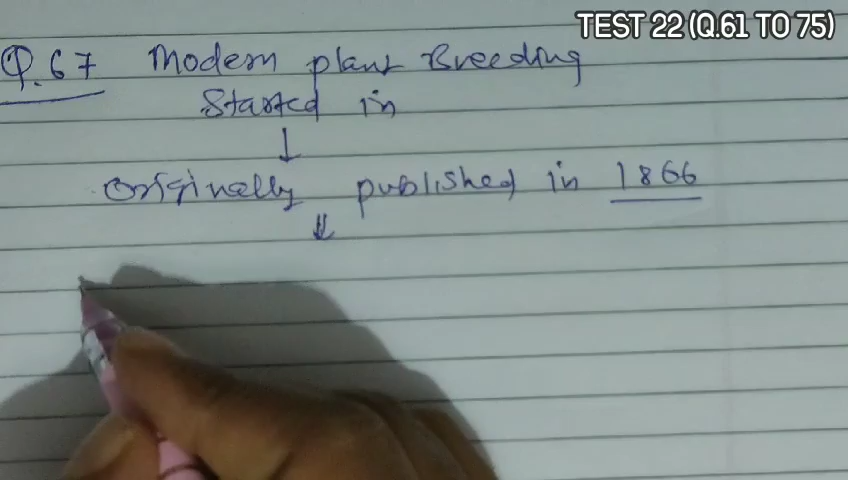 TEST 22 (Q.61 TO 75)
Q.67 Modern plant Breeding
Started in
↓
Originally published in 1866
⇓